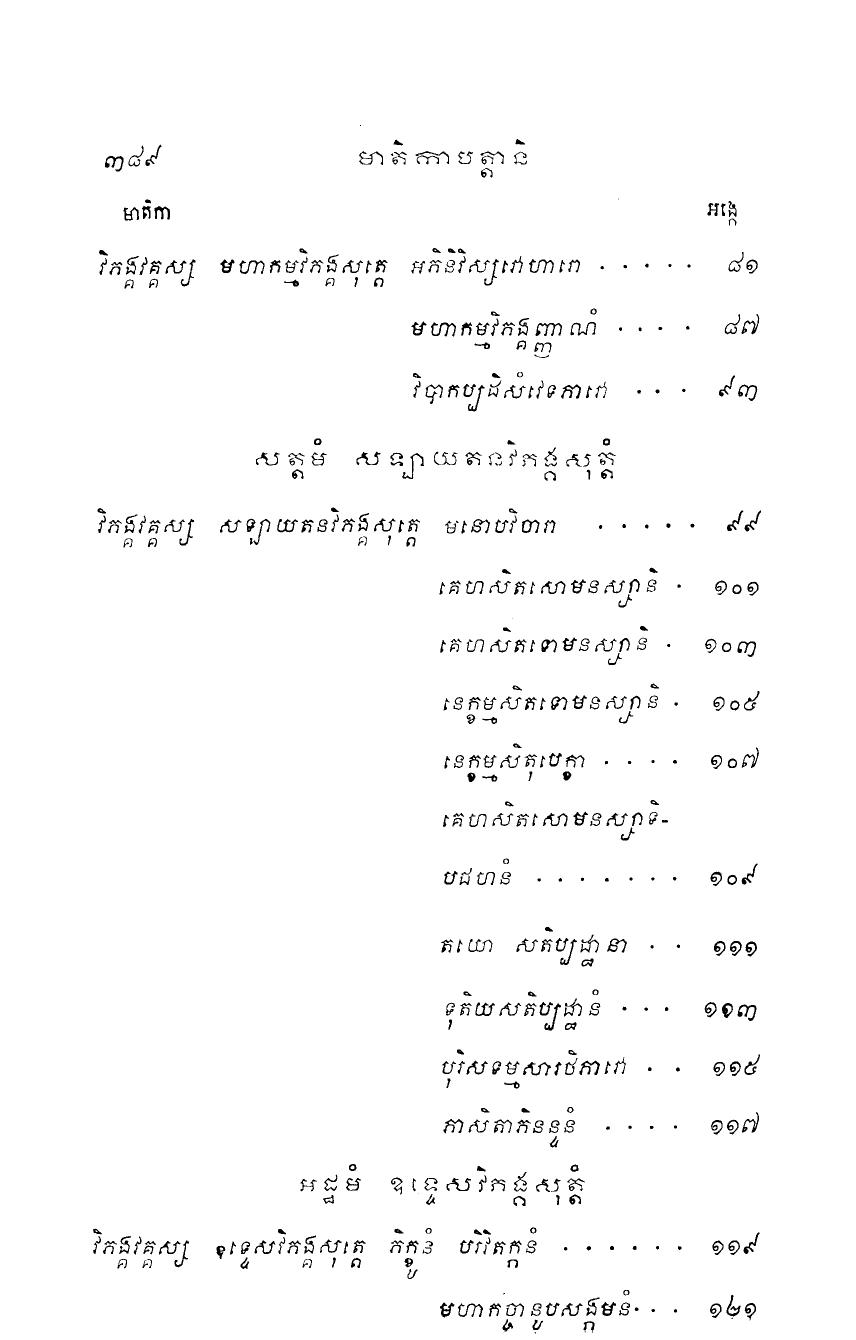 ៣៨៩ មាតិកាបត្តានិ
មាតិកា អង្កេ
វិភង្គវគ្គស្ស មហាកម្មវិភង្គសុត្តេ អភិនិវិស្សវោហារោ ..... ៨១
មហាកម្មវិភង្គញ្ញាណំ .... ៨៧
វិបាកប្បដិសំវេទភាវោ ... ៩៣
សត្តមំ សឡាយតនវិភង្គសុត្តំ
វិភង្គវគ្គស្ស សឡាយតនវិភង្គសុត្តេ មនោបវិចារា ..... ៩៩
គេហសិតសោមនស្សានិ . ១០១
គេហសិតទោមនស្សានិ . ១០៣
នេក្ខម្មសិតទោមនស្សានិ . ១០៥
នេក្ខម្មសិតុបេក្ខា .... ១០៧
គេហសិតសោមនស្សាទិ-
បជហនំ ....... ១០៩
តយោ សតិប្បដ្ឋានា .. ១១១
ទុតិយសតិប្បដ្ឋានំ ... ១១៣
បុរិសទម្មសារថិភាវោ .. ១១៥
ភាសិតាភិនន្ទនំ .... ១១៧
អដ្ឋមំ ឧទ្ទេសវិភង្គសុត្តំ
វិភង្គវគ្គស្ស ឧទ្ទេសវិភង្គសុត្តេ ភិក្ខូនំ បរិវិតក្កនំ ...... ១១៩
មហាកច្ចានូបសង្កមនំ... ១២១